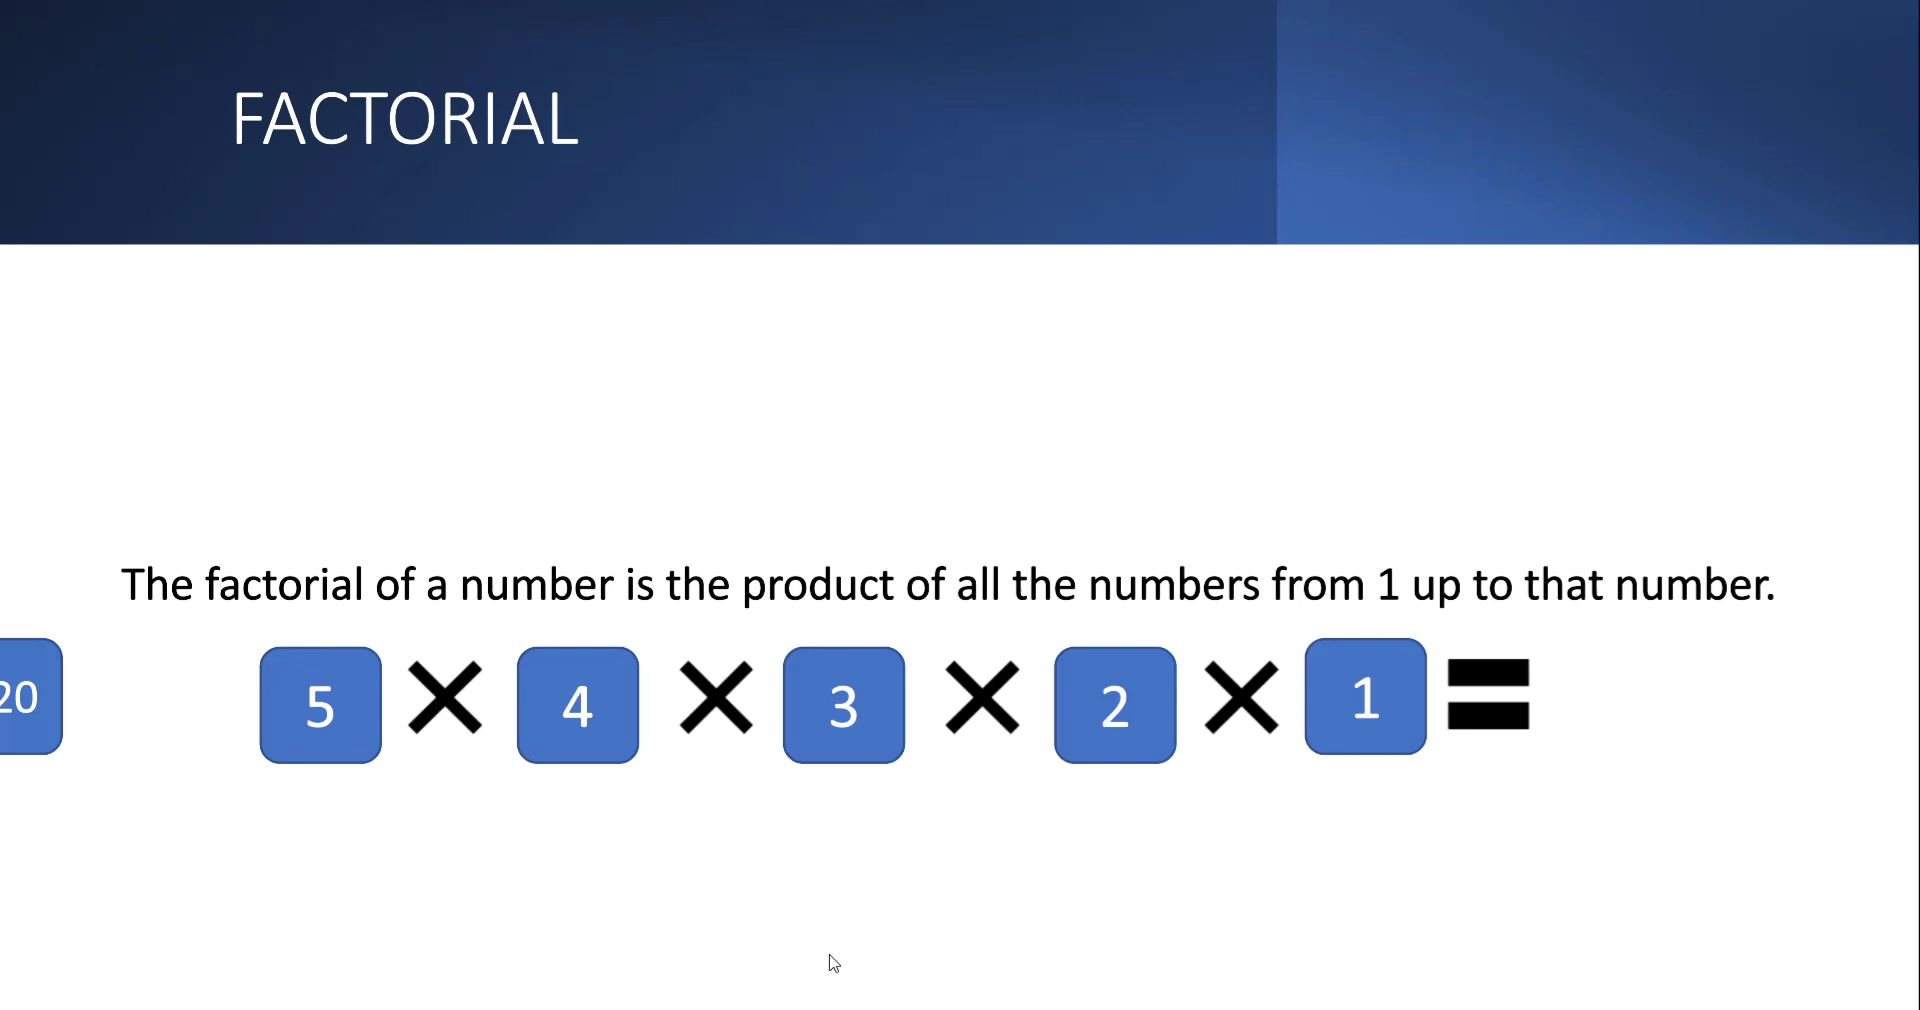 FACTORIAL
The factorial of a number is the product of all the numbers from 1 up to that number.
20 5 × 4 × 3 × 2 × 1 =